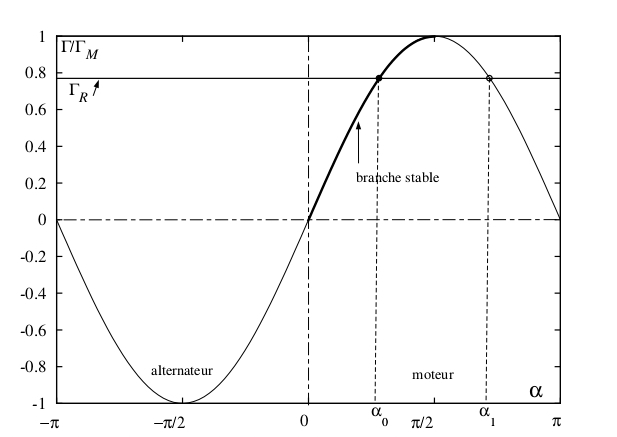 1
Γ/Γ_M
0.8
Γ_R
0.6
0.4
branche stable
0.2
0
-0.2
-0.4
-0.6
-0.8
alternateur
moteur
α
-1
−π
−π/2
0
α_0
π/2
α_1
π